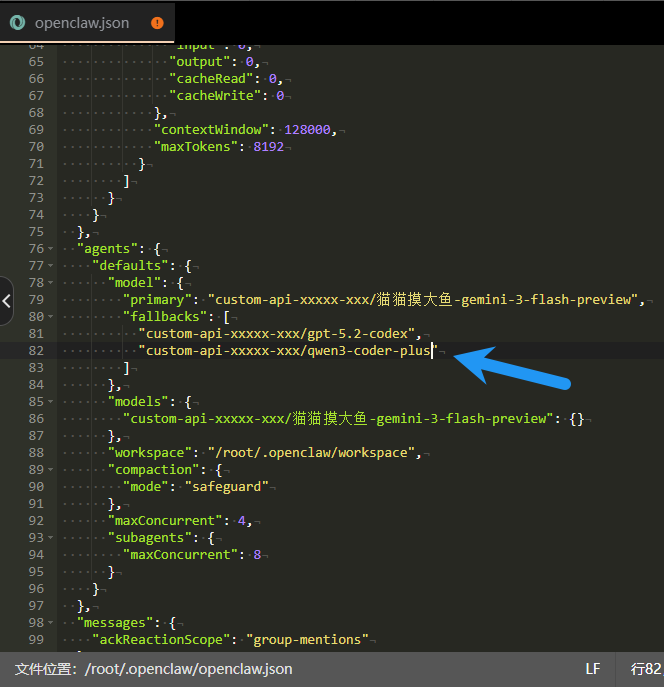 openclaw.json
64 "input": 0,
65 "output": 0,
66 "cacheRead": 0,
67 "cacheWrite": 0
68 },
69 "contextWindow": 128000,
70 "maxTokens": 8192
71 }
72 ]
73 }
74 }
75 },
76 "agents": {
77 "defaults": {
78 "model": {
79 "primary": "custom-api-xxxxx-xxx/猫猫摸大鱼-gemini-3-flash-preview",
80 "fallbacks": [
81 "custom-api-xxxxx-xxx/gpt-5.2-codex",
82 "custom-api-xxxxx-xxx/qwen3-coder-plus"
83 ]
84 },
85 "models": {
86 "custom-api-xxxxx-xxx/猫猫摸大鱼-gemini-3-flash-preview": {}
87 },
88 "workspace": "/root/.openclaw/workspace",
89 "compaction": {
90 "mode": "safeguard"
91 },
92 "maxConcurrent": 4,
93 "subagents": {
94 "maxConcurrent": 8
95 }
96 }
97 },
98 "messages": {
99 "ackReactionScope": "group-mentions"
文件位置: /root/.openclaw/openclaw.json LF 行82